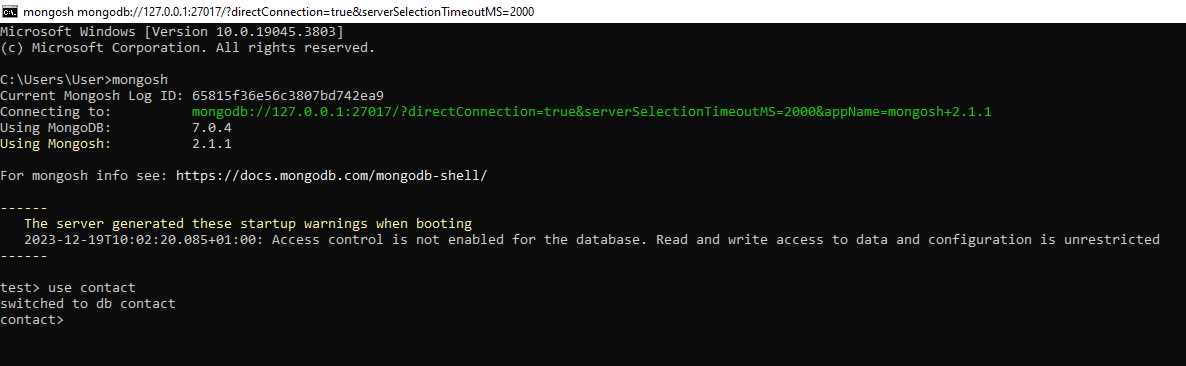 mongosh mongodb://127.0.0.1:27017/?directConnection=true&serverSelectionTimeoutMS=2000
Microsoft Windows [Version 10.0.19045.3803]
(c) Microsoft Corporation. All rights reserved.
C:\Users\User>mongosh
Current Mongosh Log ID: 65815f36e56c3807bd742ea9
Connecting to: mongodb://127.0.0.1:27017/?directConnection=true&serverSelectionTimeoutMS=2000&appName=mongosh+2.1.1
Using MongoDB: 7.0.4
Using Mongosh: 2.1.1
For mongosh info see: https://docs.mongodb.com/mongodb-shell/
------
The server generated these startup warnings when booting
2023-12-19T10:02:20.085+01:00: Access control is not enabled for the database. Read and write access to data and configuration is unrestricted
------
test> use contact
switched to db contact
contact>